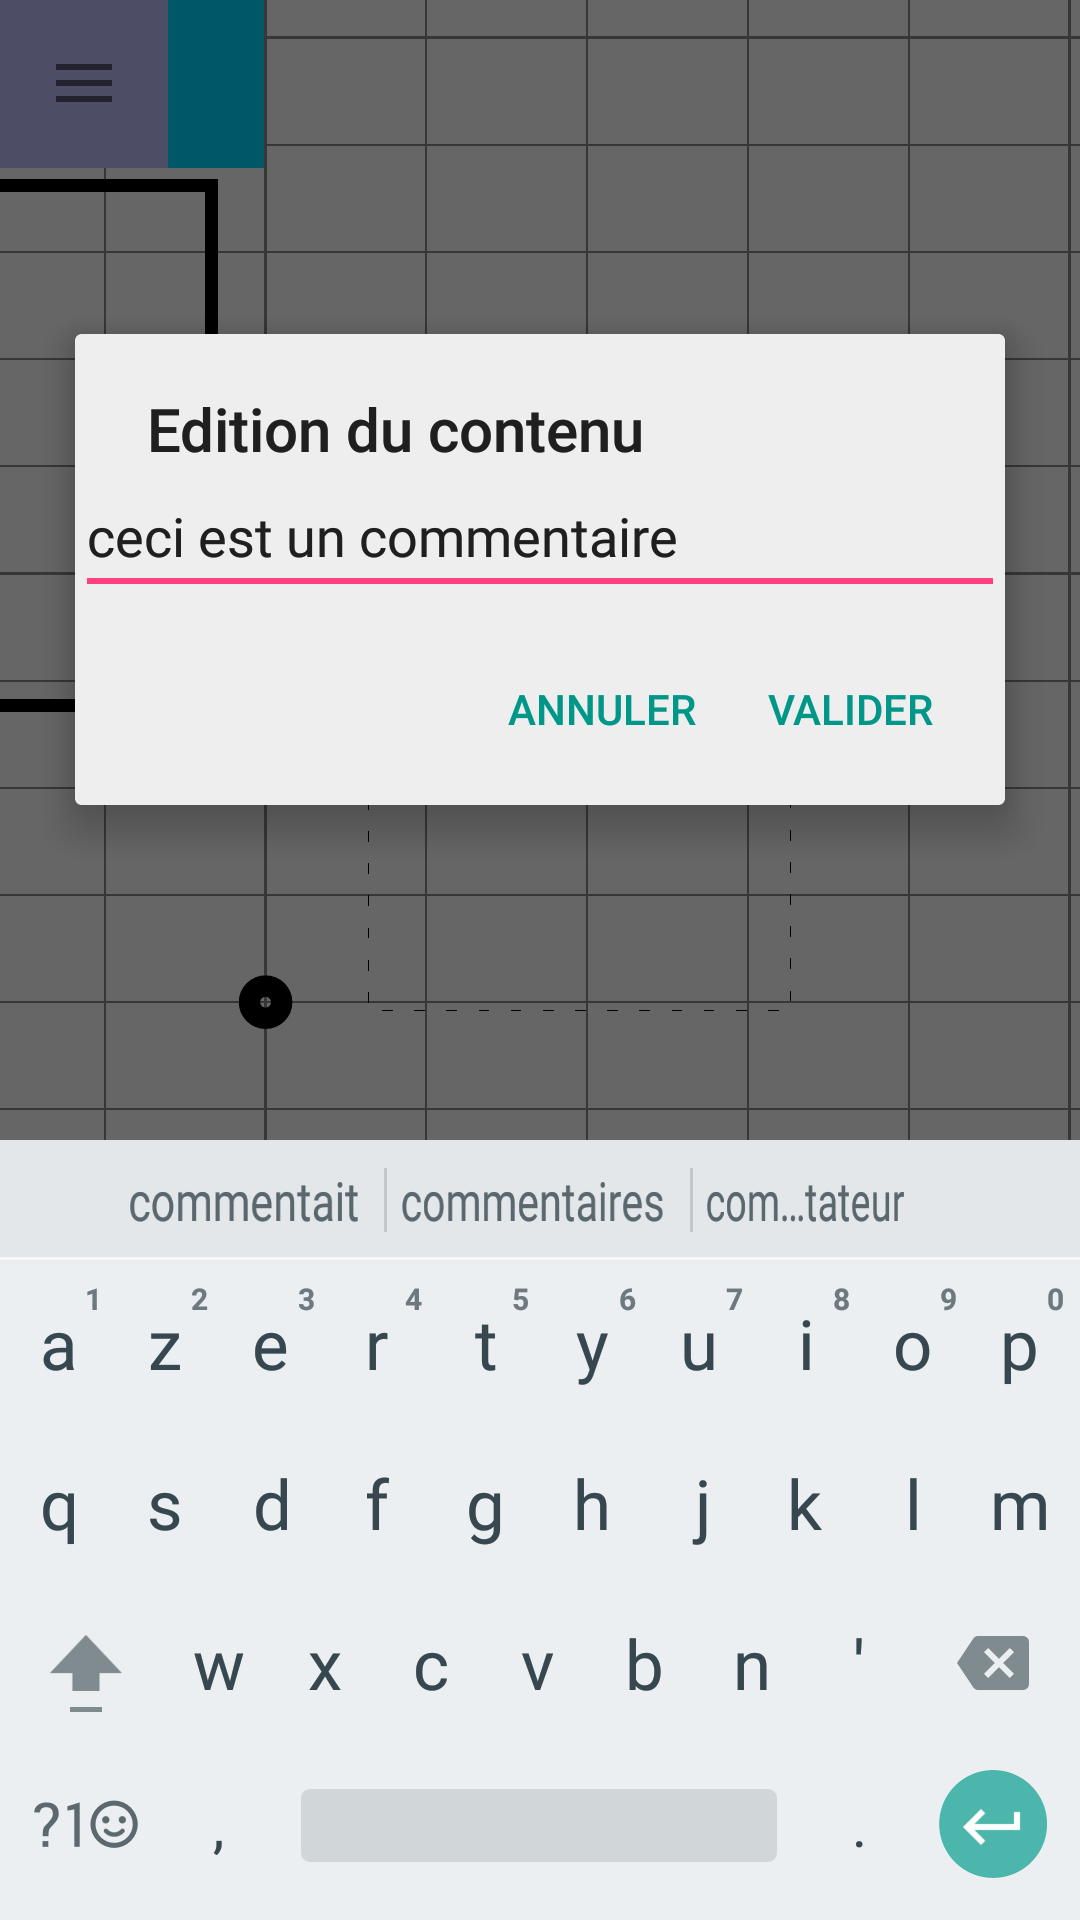 Edition du contenu
ceci est un commentaire
ANNULER VALIDER
commentait commentaires com...tateur
1 2 3 4 5 6 7 8 9 0
a z e r t y u i o p
q s d f g h j k l m
w x c v b n '
?1☺ , .